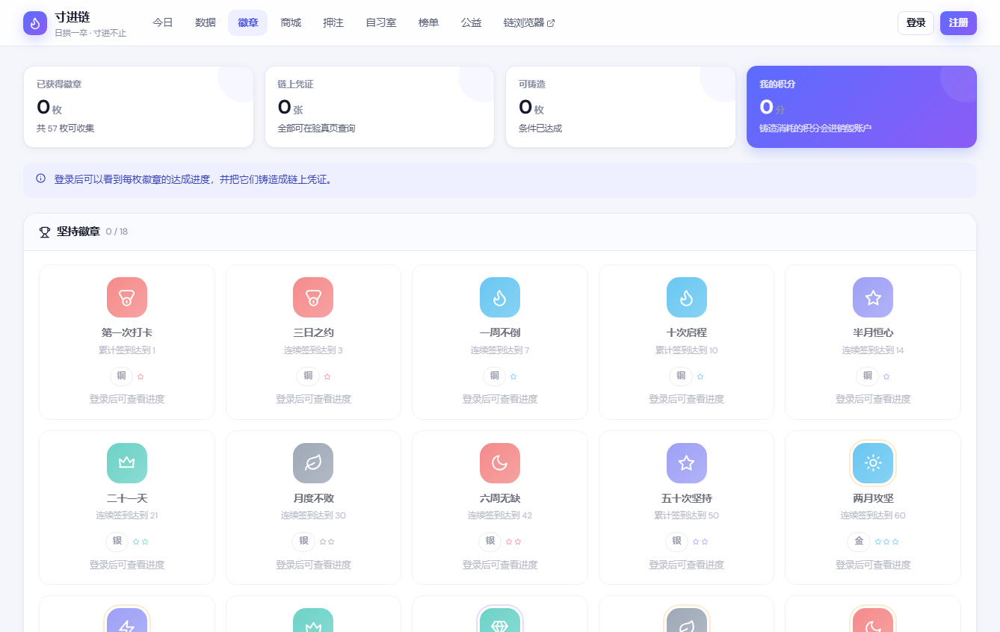 寸进链
日拱一卒 · 寸进不止
今日
数据
徽章
商城
押注
自习室
榜单
公益
链浏览器
登录
注册
已获得徽章
0 枚
共 57 枚可收集
链上凭证
0 张
全部可在验真页查询
可铸造
0 枚
条件已达成
我的积分
0 分
铸造消耗的积分会进销毁账户
登录后可以看到每枚徽章的达成进度，并把它们铸造成链上凭证。
坚持徽章 0 / 18
第一次打卡
累计签到达到 1
铜
登录后可查看进度
三日之约
连续签到达到 3
铜
登录后可查看进度
一周不倒
连续签到达到 7
铜
登录后可查看进度
十次启程
累计签到达到 10
铜
登录后可查看进度
半月恒心
连续签到达到 14
铜
登录后可查看进度
二十一天
连续签到达到 21
银
登录后可查看进度
月度不败
连续签到达到 30
银
登录后可查看进度
六周无缺
连续签到达到 42
银
登录后可查看进度
五十次坚持
累计签到达到 50
银
登录后可查看进度
两月攻坚
连续签到达到 60
金
登录后可查看进度